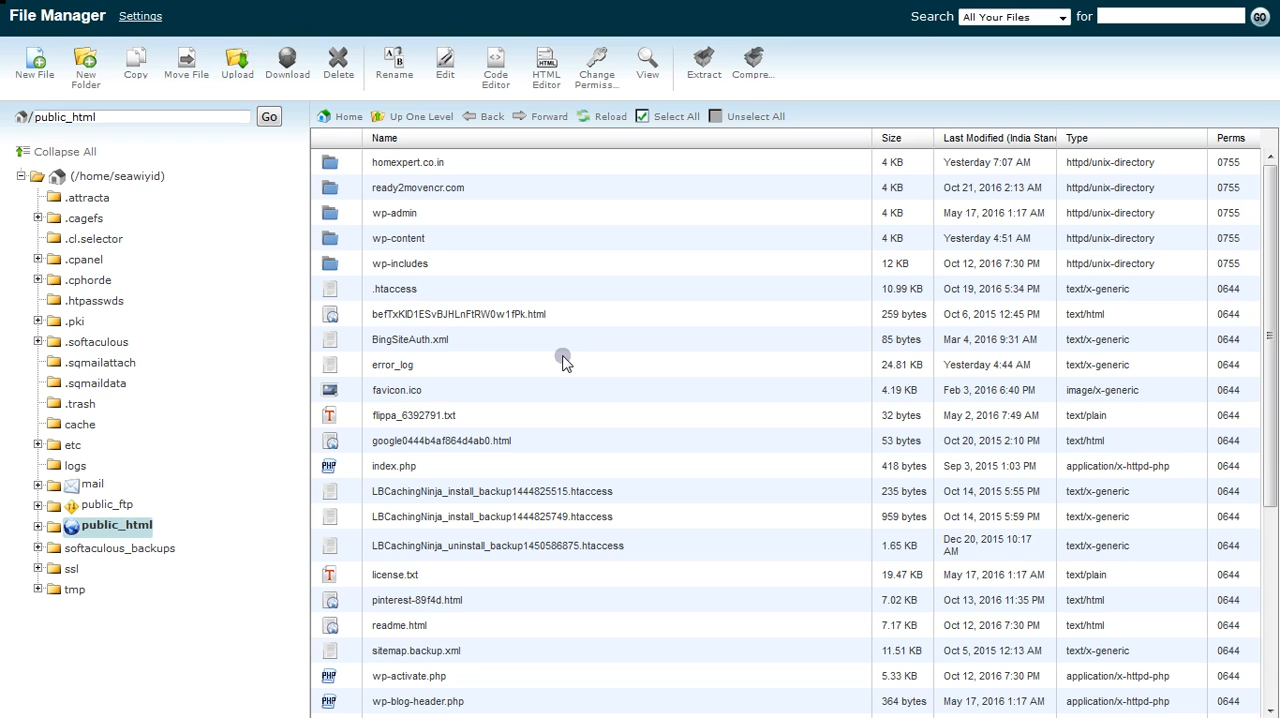 File Manager Settings Search All Your Files for GO
New File New Folder Copy Move File Upload Download Delete Rename Edit Code Editor HTML Editor Change Permiss... View Extract Compre...
/public_html Go
Home Up One Level Back Forward Reload Select All Unselect All
Collapse All
(/home/seawiyid)
.attracta
.cagefs
.cl.selector
.cpanel
.cphorde
.htpasswds
.pki
.softaculous
.sqmailattach
.sqmaildata
.trash
cache
etc
logs
mail
public_ftp
public_html
softaculous_backups
ssl
tmp
Name Size Last Modified (India Stan Type Perms
homexpert.co.in 4 KB Yesterday 7:07 AM httpd/unix-directory 0755
ready2movencr.com 4 KB Oct 21, 2016 2:13 AM httpd/unix-directory 0755
wp-admin 4 KB May 17, 2016 1:17 AM httpd/unix-directory 0755
wp-content 4 KB Yesterday 4:51 AM httpd/unix-directory 0755
wp-includes 12 KB Oct 12, 2016 7:30 PM httpd/unix-directory 0755
.htaccess 10.99 KB Oct 19, 2016 5:34 PM text/x-generic 0644
befTxKlD1ESvBJHLnFtRW0w1fPk.html 259 bytes Oct 6, 2015 12:45 PM text/html 0644
BingSiteAuth.xml 85 bytes Mar 4, 2016 9:31 AM text/x-generic 0644
error_log 24.81 KB Yesterday 4:44 AM text/x-generic 0644
favicon.ico 4.19 KB Feb 3, 2016 6:40 PM image/x-generic 0644
flippa_6392791.txt 32 bytes May 2, 2016 7:49 AM text/plain 0644
google0444b4af864d4ab0.html 53 bytes Oct 20, 2015 2:10 PM text/html 0644
index.php 418 bytes Sep 3, 2015 1:03 PM application/x-httpd-php 0644
LBCachingNinja_install_backup1444825515.htaccess 235 bytes Oct 14, 2015 5:55 PM text/x-generic 0644
LBCachingNinja_install_backup1444825749.htaccess 959 bytes Oct 14, 2015 5:59 PM text/x-generic 0644
LBCachingNinja_uninstall_backup1450586875.htaccess 1.65 KB Dec 20, 2015 10:17 AM text/x-generic 0644
license.txt 19.47 KB May 17, 2016 1:17 AM text/plain 0644
pinterest-89f4d.html 7.02 KB Oct 13, 2016 11:35 PM text/html 0644
readme.html 7.17 KB Oct 12, 2016 7:30 PM text/html 0644
sitemap.backup.xml 11.51 KB Oct 5, 2015 12:13 AM text/x-generic 0644
wp-activate.php 5.33 KB Oct 12, 2016 7:30 PM application/x-httpd-php 0644
wp-blog-header.php 364 bytes May 17, 2016 1:17 AM application/x-httpd-php 0644